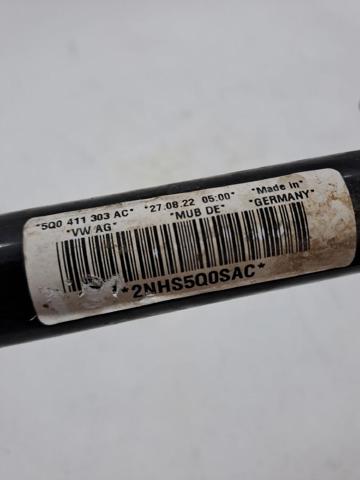 *5Q0 411 303 AC* *27.08.22 05:00* *Made in*
*VW AG* *MUB DE* *GERMANY*
*2NHS5Q0SAC*